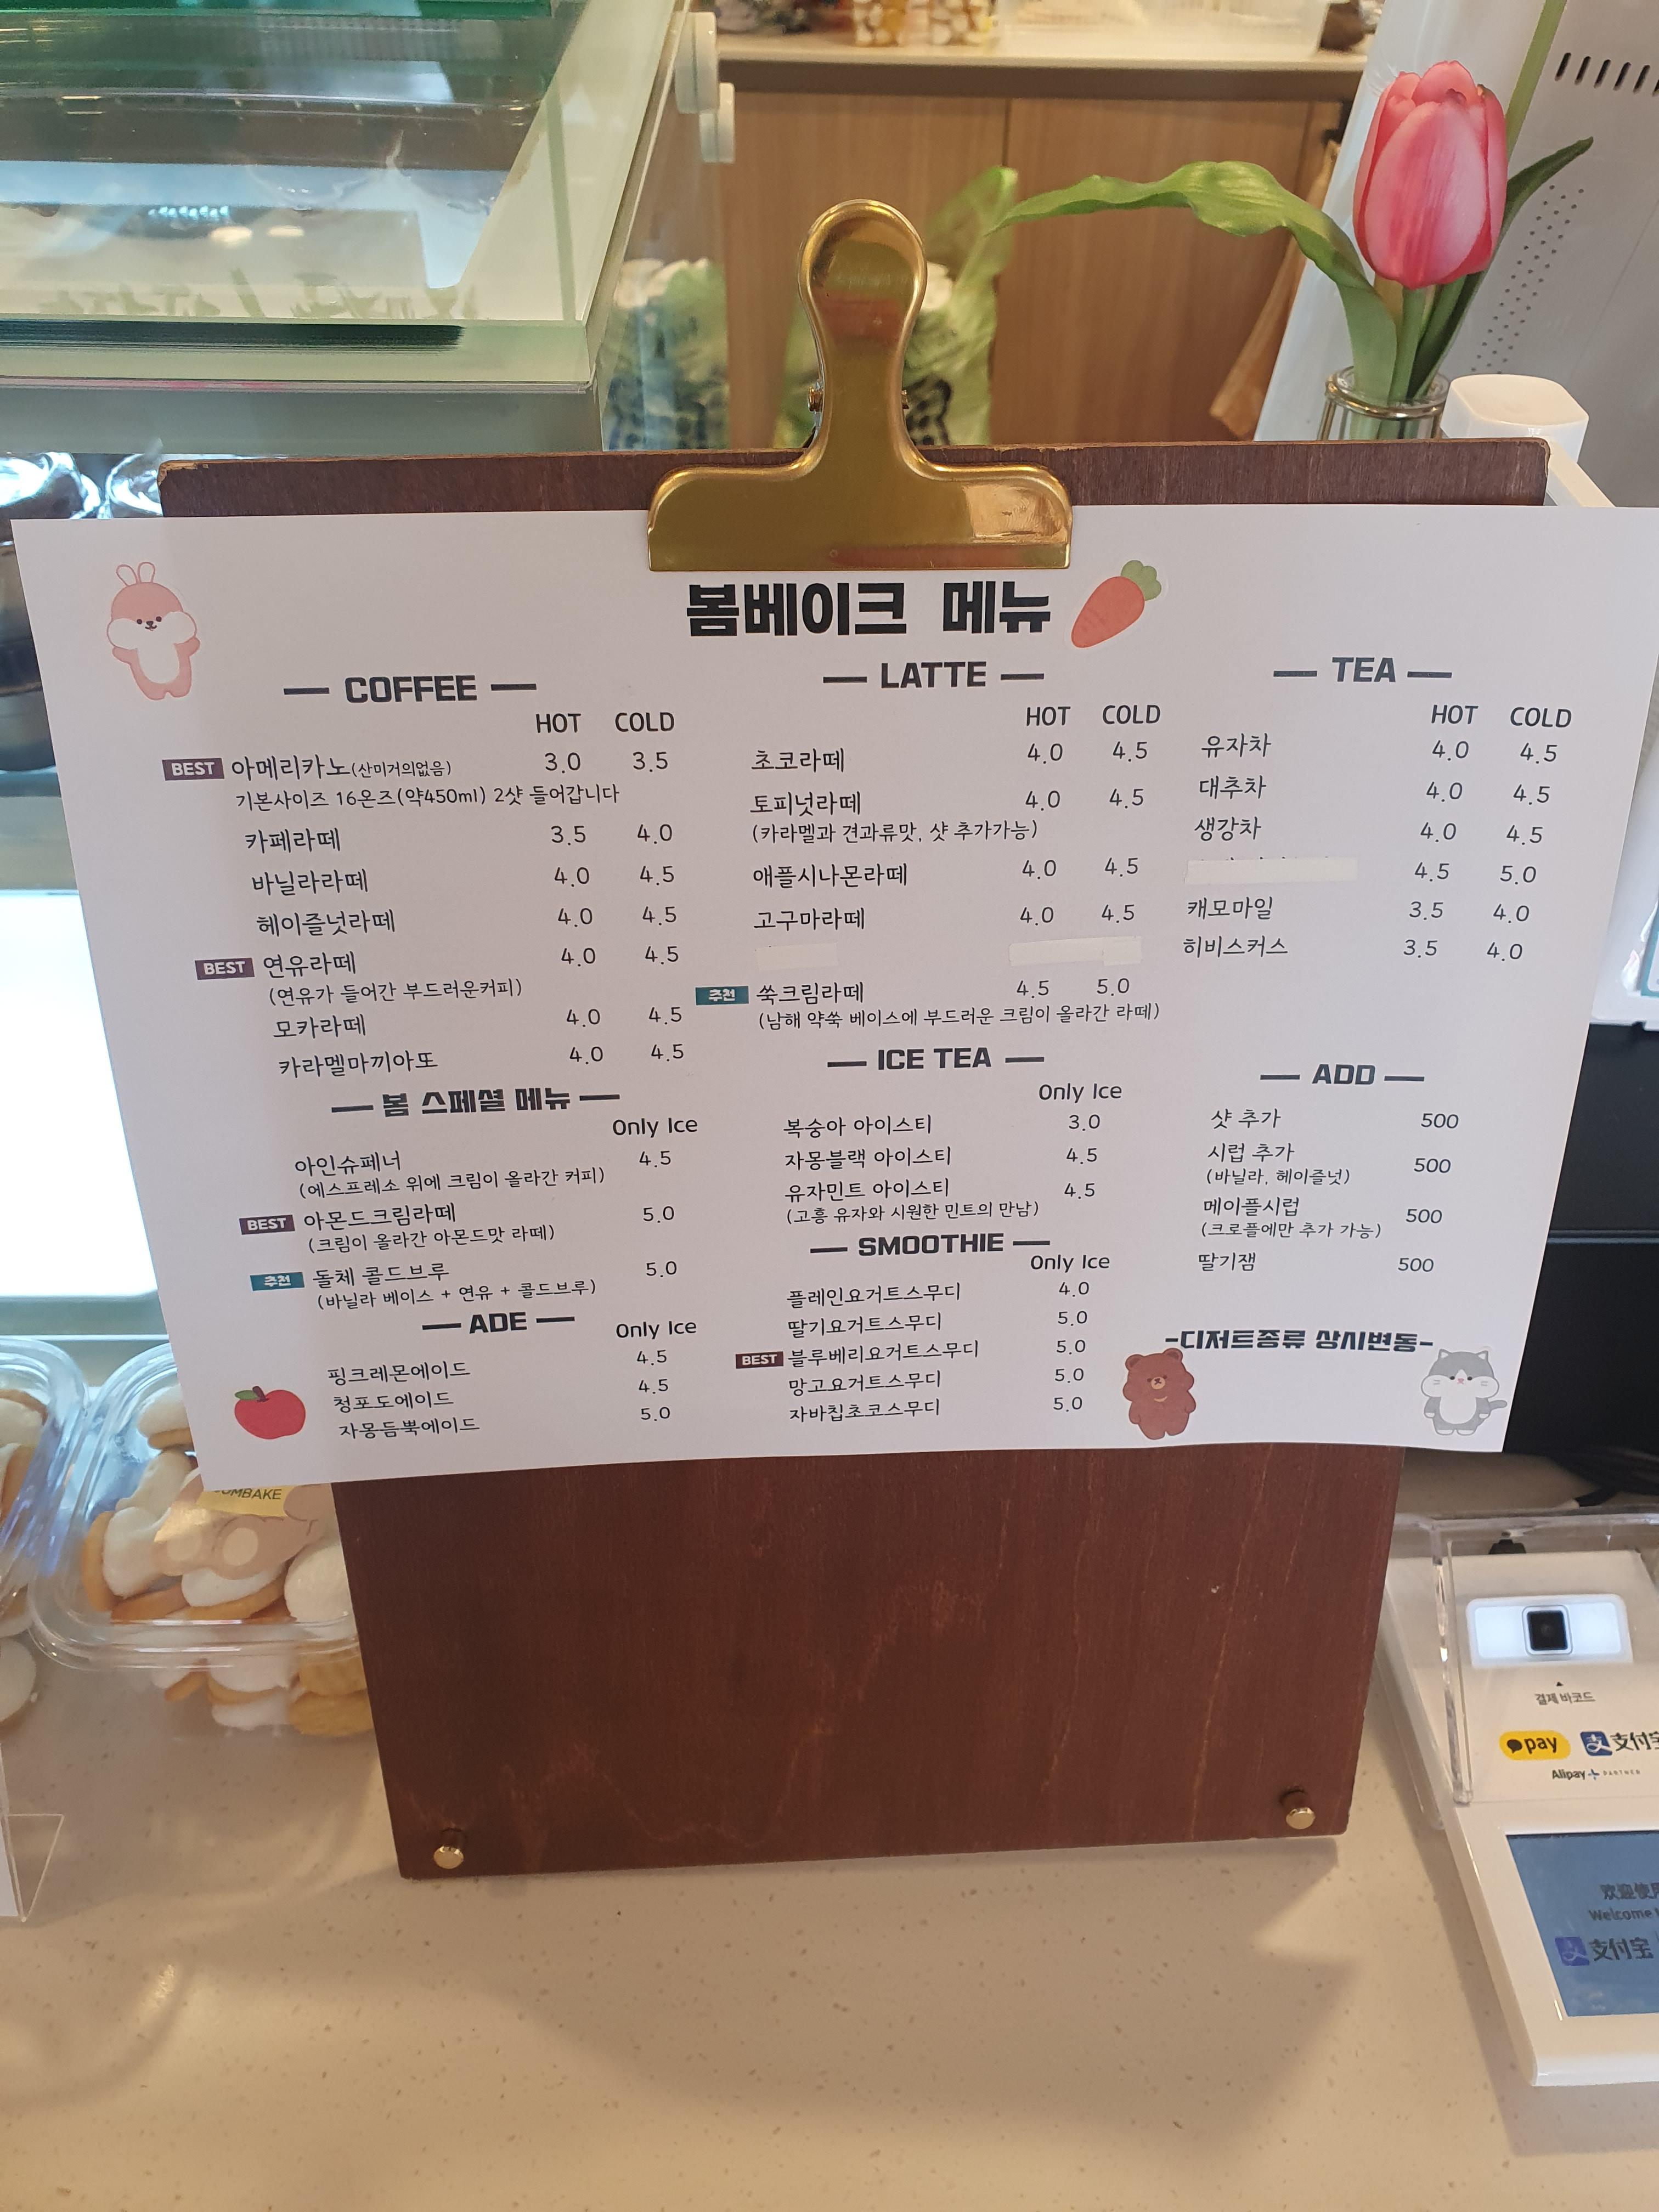 봄베이크 메뉴
COFFEE
HOT COLD
BEST 아메리카노(산미거의없음) 3.0 3.5
기본사이즈 16온즈(약450ml) 2샷 들어갑니다
카페라떼 3.5 4.0
바닐라라떼 4.0 4.5
헤이즐넛라떼 4.0 4.5
BEST 연유라떼 4.0 4.5
(연유가 들어간 부드러운커피)
모카라떼 4.0 4.5
카라멜마끼아또 4.0 4.5
봄 스페셜 메뉴
Only Ice
아인슈페너 4.5
(에스프레소 위에 크림이 올라간 커피)
BEST 아몬드크림라떼 5.0
(크림이 올라간 아몬드맛 라떼)
추천 돌체 콜드브루 5.0
(바닐라 베이스 + 연유 + 콜드브루)
ADE
Only Ice
핑크레몬에이드 4.5
청포도에이드 4.5
자몽듬뿍에이드 5.0
LATTE
HOT COLD
초코라떼 4.0 4.5
토피넛라떼 4.0 4.5
(카라멜과 견과류맛, 샷 추가가능)
애플시나몬라떼 4.0 4.5
고구마라떼 4.0 4.5
추천 쑥크림라떼 4.5 5.0
(남해 약쑥 베이스에 부드러운 크림이 올라간 라떼)
ICE TEA
Only Ice
복숭아 아이스티 3.0
자몽블랙 아이스티 4.5
유자민트 아이스티 4.5
(고흥 유자와 시원한 민트의 만남)
SMOOTHIE
Only Ice
플레인요거트스무디 4.0
딸기요거트스무디 5.0
BEST 블루베리요거트스무디 5.0
망고요거트스무디 5.0
자바칩초코스무디 5.0
TEA
HOT COLD
유자차 4.0 4.5
대추차 4.0 4.5
생강차 4.0 4.5
4.5 5.0
캐모마일 3.5 4.0
히비스커스 3.5 4.0
ADD
샷 추가 500
시럽 추가 500
(바닐라, 헤이즐넛)
메이플시럽 500
(크로플에만 추가 가능)
딸기잼 500
-디저트종류 상시변동-
결제 바코드
pay 支付宝
Alipay+ PARTNER
欢迎使用
Welcome
支付宝